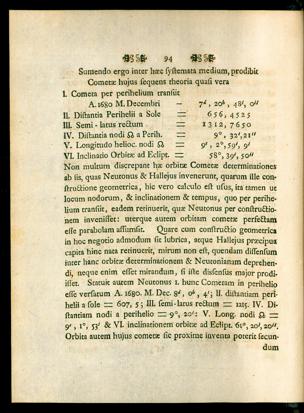 94
Sumendo ergo inter hæc systemata medium, prodibit
Cometæ hujus sequens theoria quasi vera
I. Cometa per perihelium transiit
A. 1680 M. Decembri — 7d, 20h, 48', 0''
II. Distantia Perihelii a Sole — 656, 4525
III. Semi-latus rectum — 1312, 7650
IV. Distantia nodi ☊ a Perih. — 9°, 32', 21''
V. Longitudo helioc. nodi ☊ — 9s, 2°, 59', 9'
VI. Inclinatio Orbitæ ad Eclipt. — 58°, 39', 50''
Non multum discrepant hæ orbitæ Cometæ determinationes
ab iis, quas Neutonus & Hallejus invenerunt, quarum ille con-
structione geometrica, hic vero calculo est usus, ita tamen ut
locum nodorum, & inclinationem & tempus, quo per perihe-
lium transiit, eadem retinuerit, quæ Neutonus per constructio-
nem invenisset: uterque autem orbitam cometæ perfectam
esse parabolam assumsit. Quare cum constructio geometrica
in hoc negotio admodum sit lubrica, atque Hallejus præcipua
capita hinc nata retinuerit, mirum non est, quendam dissensum
inter hanc orbitæ determinationem & Neutonianam deprehen-
di, neque enim esset mirandum, si iste dissensus major prodi-
isset. Statuit autem Neutonus 1. hunc Cometam in perihelio
esse versatum A. 1680. M. Dec. 8d, 0h, 4'; II. distantiam peri-
helii a sole = 607, 5; III. semi-latus rectum = 1215. IV. Di-
stantiam nodi a perihelio = 9°, 20': V. Long. nodi ☊ =
9s, 1°, 53' & VI. inclinationem orbitæ ad Eclipt. 61°, 20', 20''.
Orbita autem hujus cometæ sic proxime inventa poterit secun-
dum